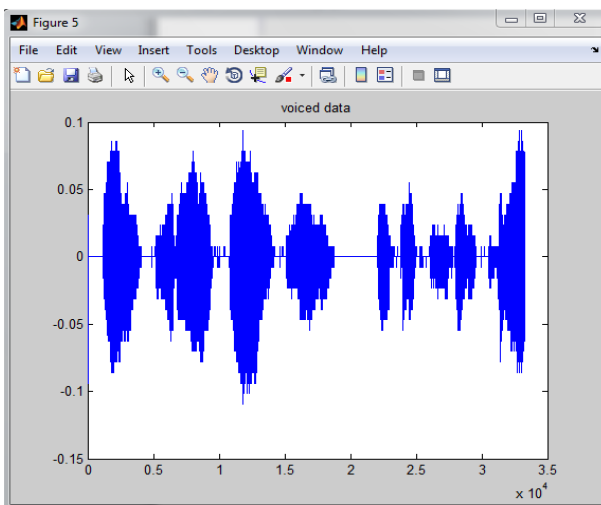 Figure 5
File Edit View Insert Tools Desktop Window Help
voiced data
0.1
0.05
0
-0.05
-0.1
-0.15
0 0.5 1 1.5 2 2.5 3 3.5
x 10^4